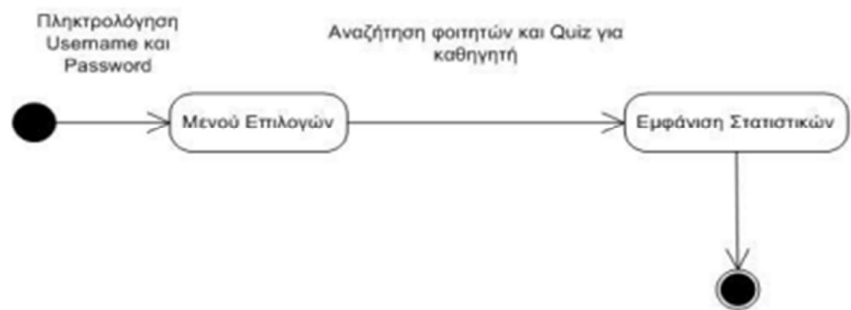 Πληκτρολόγηση
Username και
Password
Αναζήτηση φοιτητών και Quiz για
καθηγητή
Μενού Επιλογών
Εμφάνιση Στατιστικών